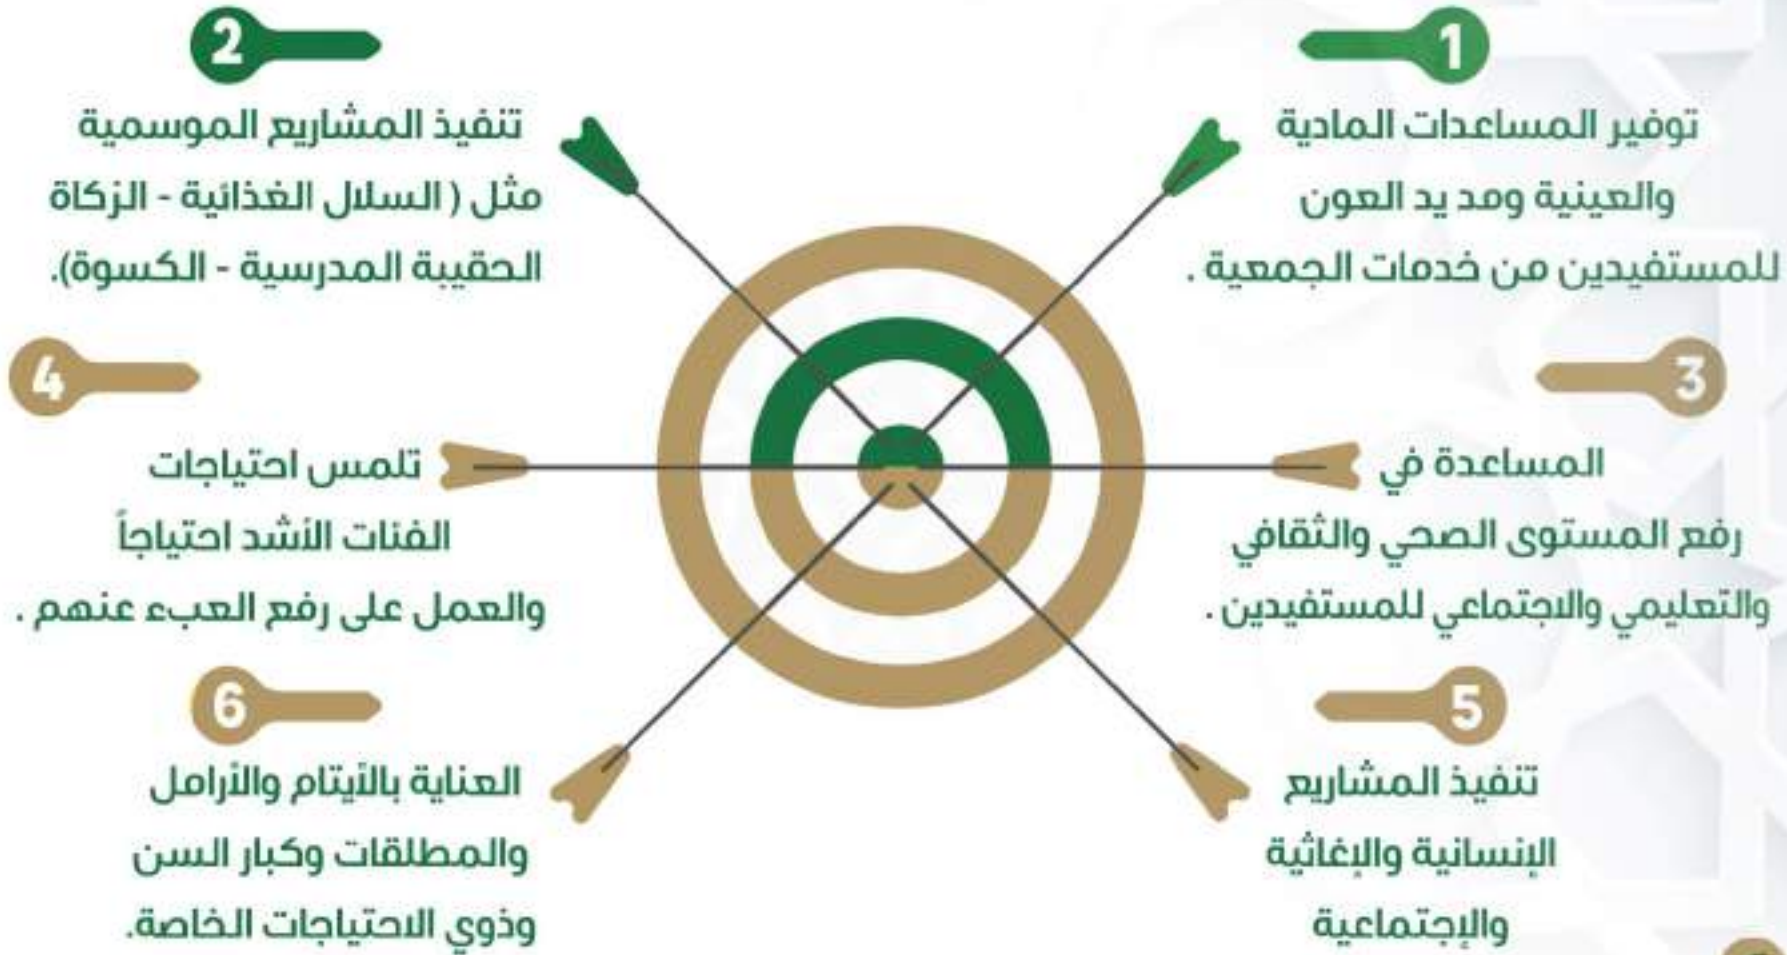 1
توفير المساعدات المادية
والعينية ومد يد العون
للمستفيدين من خدمات الجمعية .
2
تنفيذ المشاريع الموسمية
مثل ( السلال الغذائية - الزكاة
الحقيبة المدرسية - الكسوة).
3
المساعدة في
رفع المستوى الصحي والثقافي
والتعليمي والاجتماعي للمستفيدين .
4
تلمس احتياجات
الفئات الأشد احتياجاً
والعمل على رفع العبء عنهم .
5
تنفيذ المشاريع
الإنسانية والإغاثية
والإجتماعية
6
العناية بالأيتام والأرامل
والمطلقات وكبار السن
وذوي الاحتياجات الخاصة.